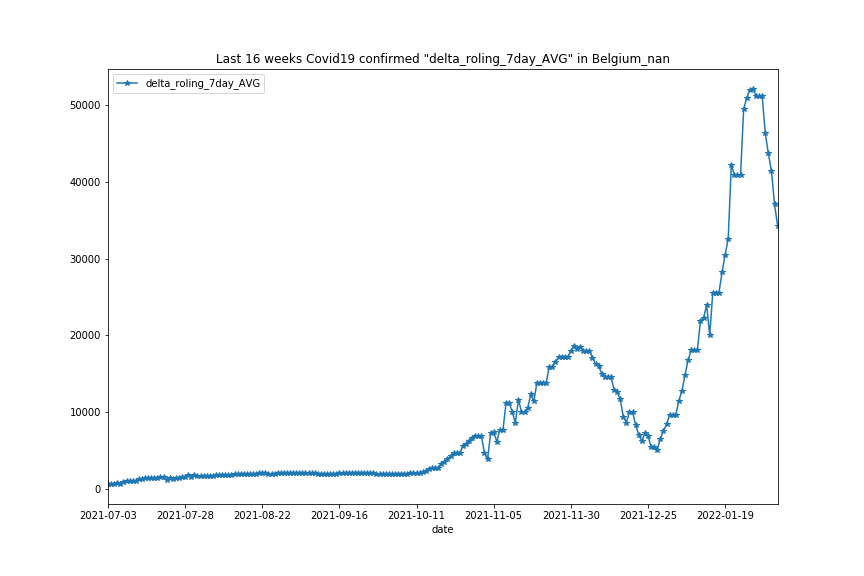 Last 16 weeks Covid19 confirmed "delta_roling_7day_AVG" in Belgium_nan
delta_roling_7day_AVG
50000
40000
30000
20000
10000
0
2021-07-03 2021-07-28 2021-08-22 2021-09-16 2021-10-11 2021-11-05 2021-11-30 2021-12-25 2022-01-19
date